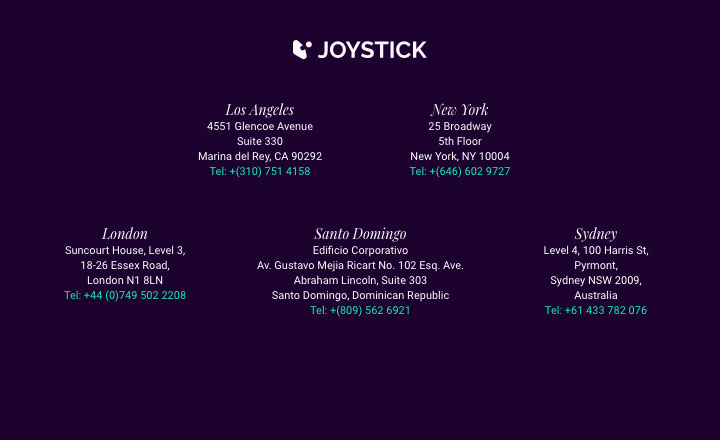 JOYSTICK
Los Angeles
4551 Glencoe Avenue
Suite 330
Marina del Rey, CA 90292
Tel: +(310) 751 4158
New York
25 Broadway
5th Floor
New York, NY 10004
Tel: +(646) 602 9727
London
Suncourt House, Level 3,
18-26 Essex Road,
London N1 8LN
Tel: +44 (0)749 502 2208
Santo Domingo
Edificio Corporativo
Av. Gustavo Mejia Ricart No. 102 Esq. Ave.
Abraham Lincoln, Suite 303
Santo Domingo, Dominican Republic
Tel: +(809) 562 6921
Sydney
Level 4, 100 Harris St,
Pyrmont,
Sydney NSW 2009,
Australia
Tel: +61 433 782 076